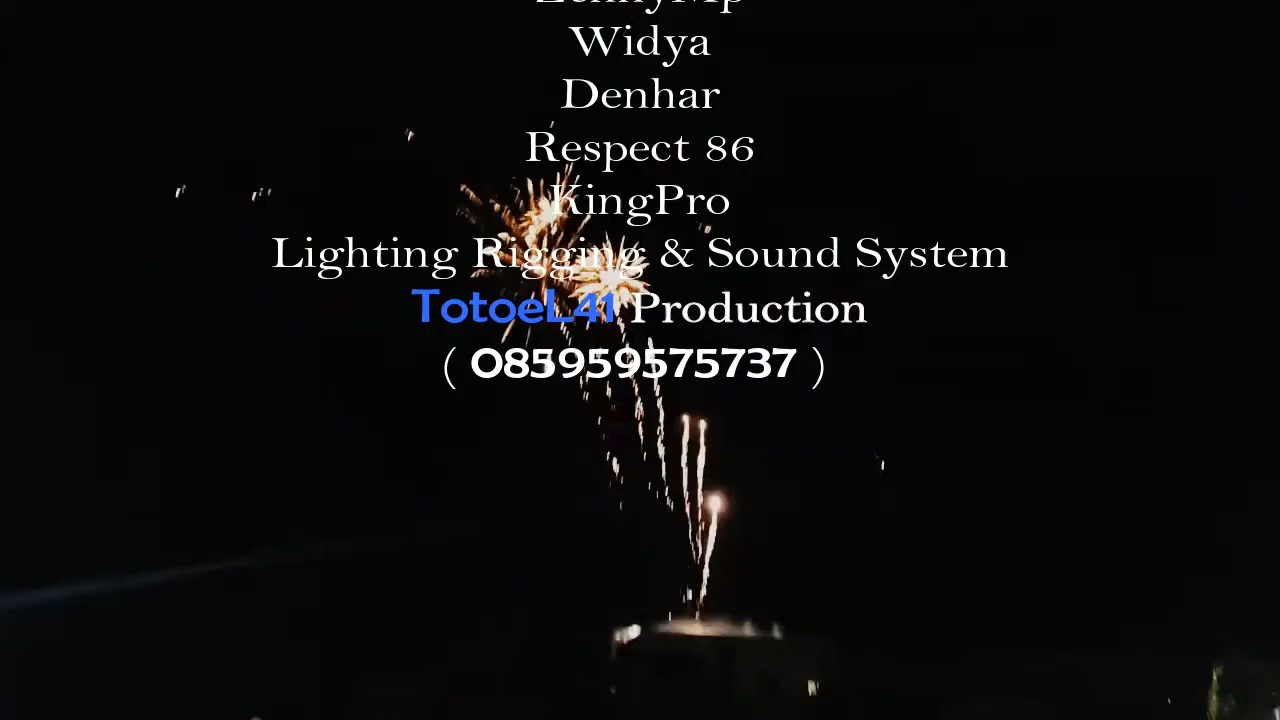 Widya
Denhar
Respect 86
KingPro
Lighting Rigging & Sound System
TotoeL41 Production
( 085959575737 )